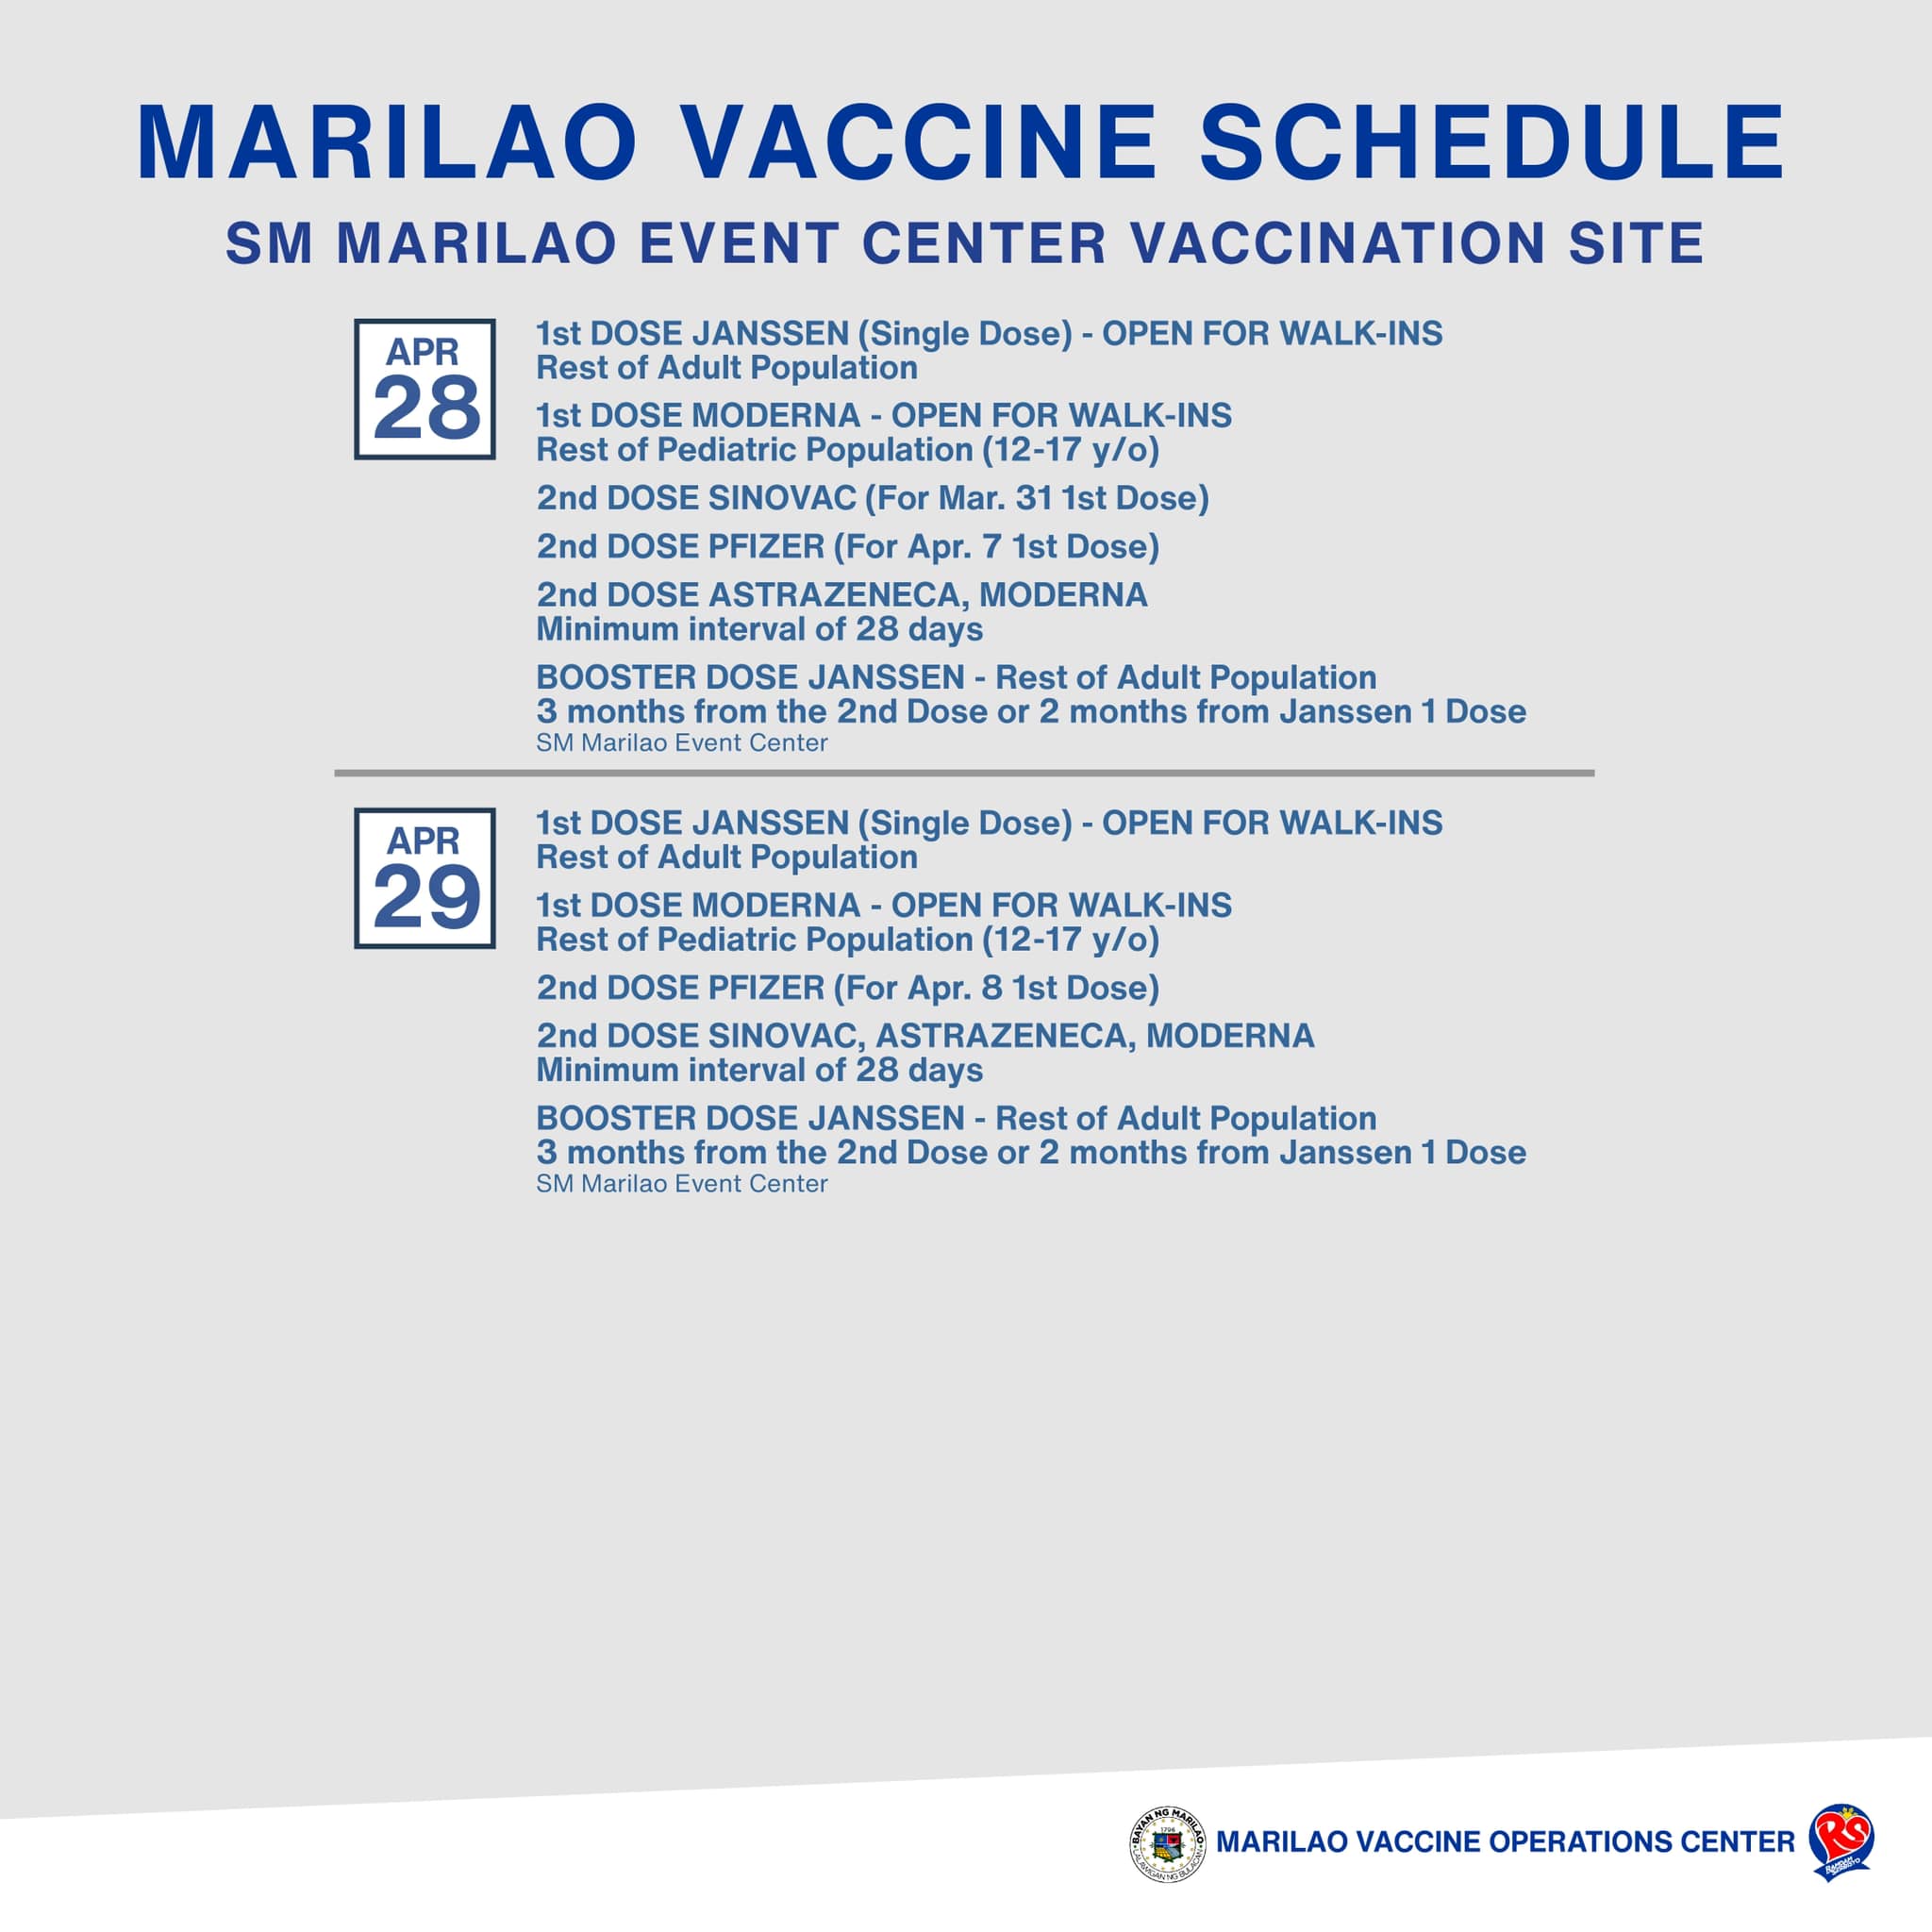 MARILAO VACCINE SCHEDULE
SM MARILAO EVENT CENTER VACCINATION SITE
APR
28
1st DOSE JANSSEN (Single Dose) - OPEN FOR WALK-INS
Rest of Adult Population
1st DOSE MODERNA - OPEN FOR WALK-INS
Rest of Pediatric Population (12-17 y/o)
2nd DOSE SINOVAC (For Mar. 31 1st Dose)
2nd DOSE PFIZER (For Apr. 7 1st Dose)
2nd DOSE ASTRAZENECA, MODERNA
Minimum interval of 28 days
BOOSTER DOSE JANSSEN - Rest of Adult Population
3 months from the 2nd Dose or 2 months from Janssen 1 Dose
SM Marilao Event Center
APR
29
1st DOSE JANSSEN (Single Dose) - OPEN FOR WALK-INS
Rest of Adult Population
1st DOSE MODERNA - OPEN FOR WALK-INS
Rest of Pediatric Population (12-17 y/o)
2nd DOSE PFIZER (For Apr. 8 1st Dose)
2nd DOSE SINOVAC, ASTRAZENECA, MODERNA
Minimum interval of 28 days
BOOSTER DOSE JANSSEN - Rest of Adult Population
3 months from the 2nd Dose or 2 months from Janssen 1 Dose
SM Marilao Event Center
BAYAN NG MARILAO
1796
LALAWIGAN NG BULACAN
MARILAO VACCINE OPERATIONS CENTER
RS